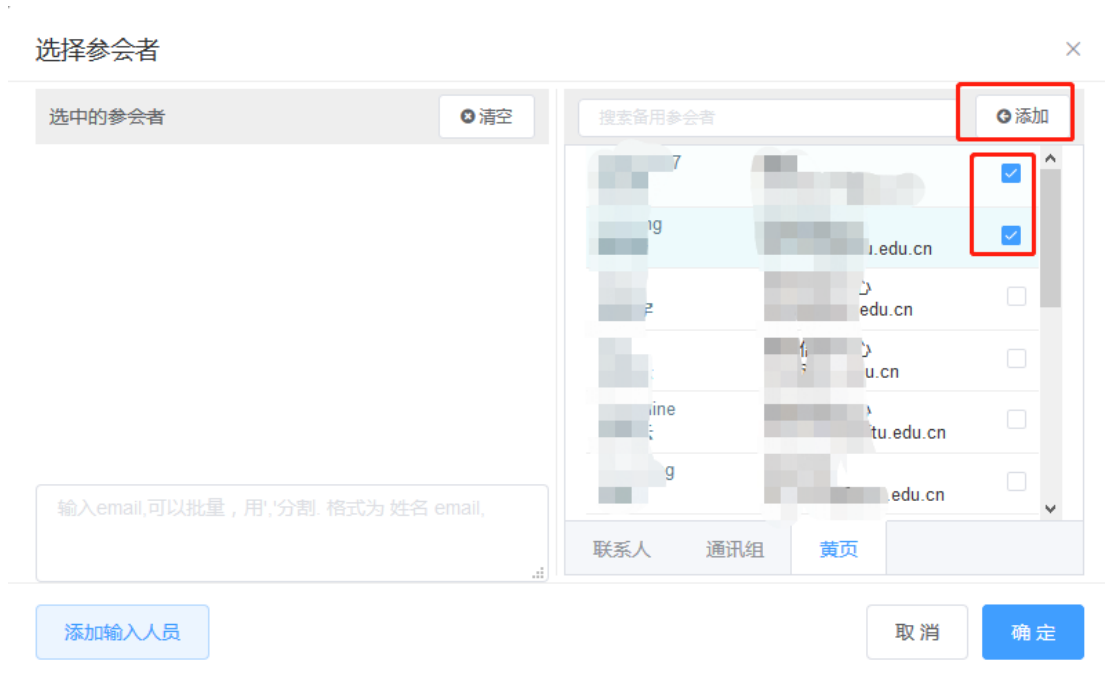 选择参会者
选中的参会者
清空
搜索备用参会者
添加
7
ng
u.edu.cn
心
edu.cn
心
u.cn
ine
tu.edu.cn
g
.edu.cn
输入email,可以批量，用','分割. 格式为 姓名 email,
联系人 通讯组 黄页
添加输入人员
取消
确定